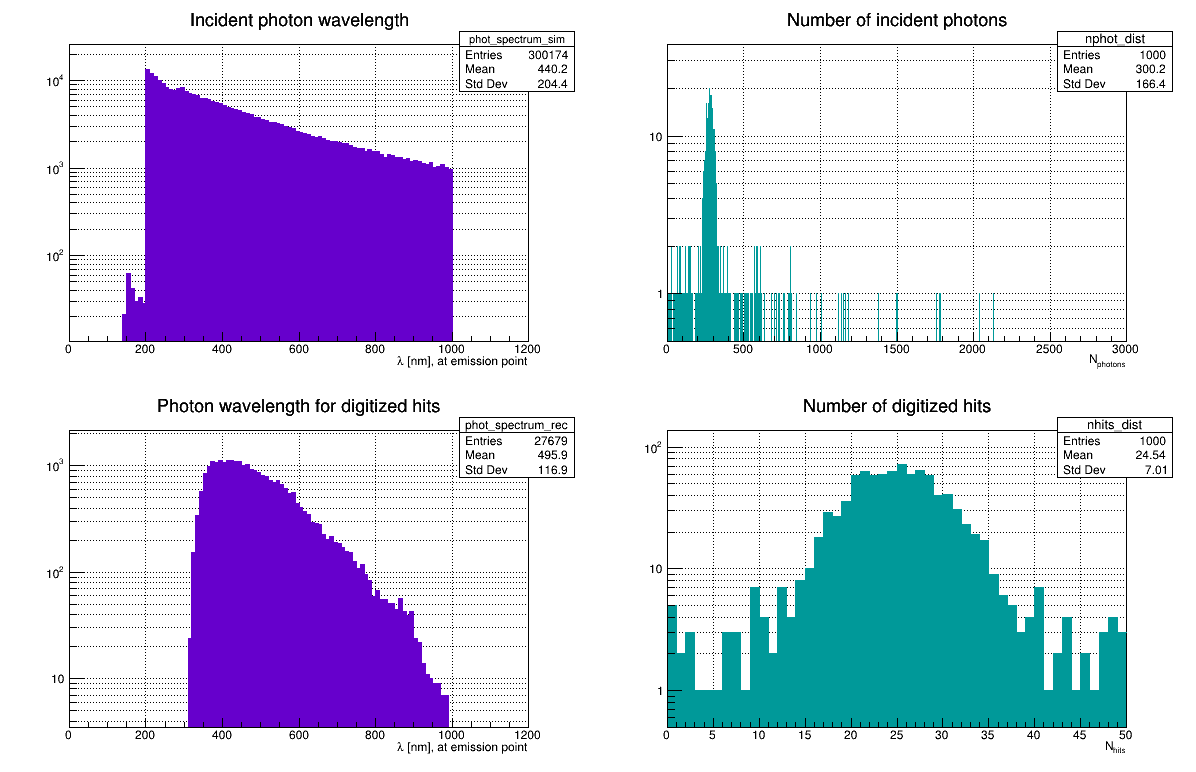 Incident photon wavelength
phot_spectrum_sim
Entries 300174
Mean 440.2
Std Dev 204.4
10^4
10^3
10^2
0 200 400 600 800 1000 1200
λ [nm], at emission point
Number of incident photons
nphot_dist
Entries 1000
Mean 300.2
Std Dev 166.4
10
1
0 500 1000 1500 2000 2500 3000
N_photons
Photon wavelength for digitized hits
phot_spectrum_rec
Entries 27679
Mean 495.9
Std Dev 116.9
10^3
10^2
10
0 200 400 600 800 1000 1200
λ [nm], at emission point
Number of digitized hits
nhits_dist
Entries 1000
Mean 24.54
Std Dev 7.01
10^2
10
1
0 5 10 15 20 25 30 35 40 45 50
N_hits